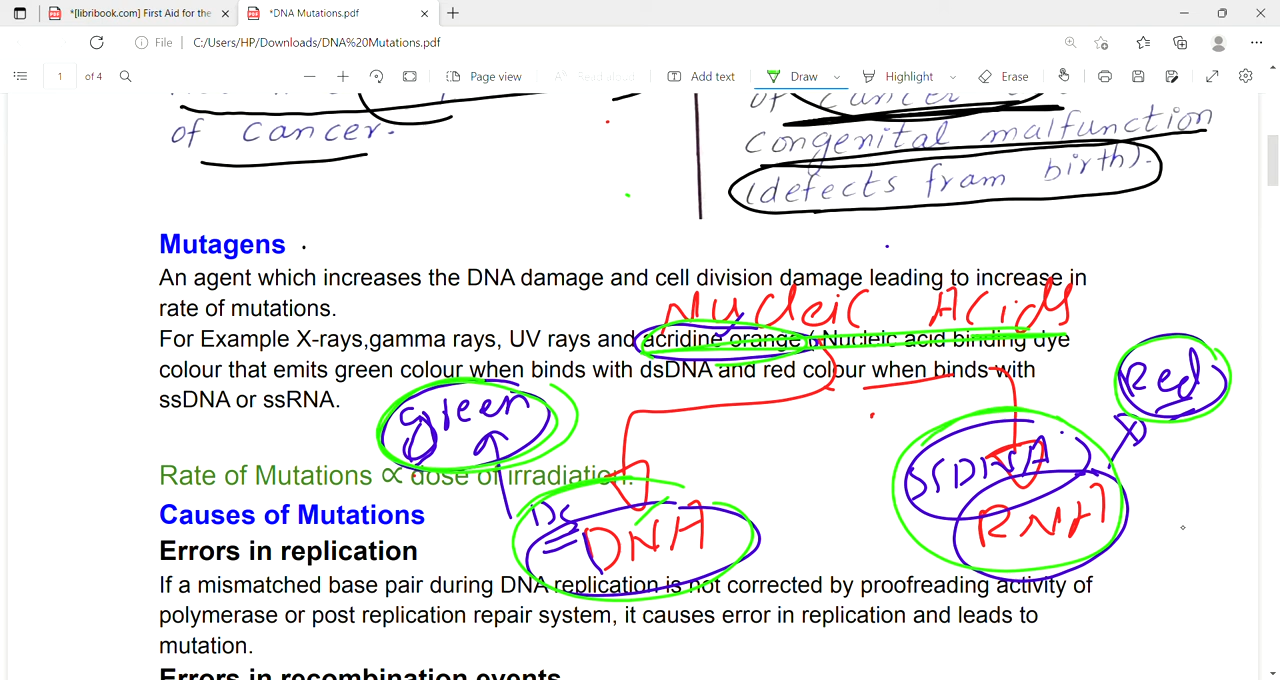 *[libribook.com] First Aid for the
*DNA Mutations.pdf
File
C:/Users/HP/Downloads/DNA%20Mutations.pdf
1 of 4
Page view
Read aloud
Add text
Draw
Highlight
Erase
of cancer.
of cancer
congenital malfunction
(defects fram birth).
Mutagens
An agent which increases the DNA damage and cell division damage leading to increase in
rate of mutations.
Nucleic Acids
For Example X-rays,gamma rays, UV rays and acridine orange ( Nucleic acid binding dye
colour that emits green colour when binds with dsDNA and red colour when binds with
ssDNA or ssRNA.
green
Red
Rate of Mutations ∝ dose of irradiation.
SSDNA
Causes of Mutations
DS
DNA
RNA
Errors in replication
If a mismatched base pair during DNA replication is not corrected by proofreading activity of
polymerase or post replication repair system, it causes error in replication and leads to
mutation.
Errors in recombination events